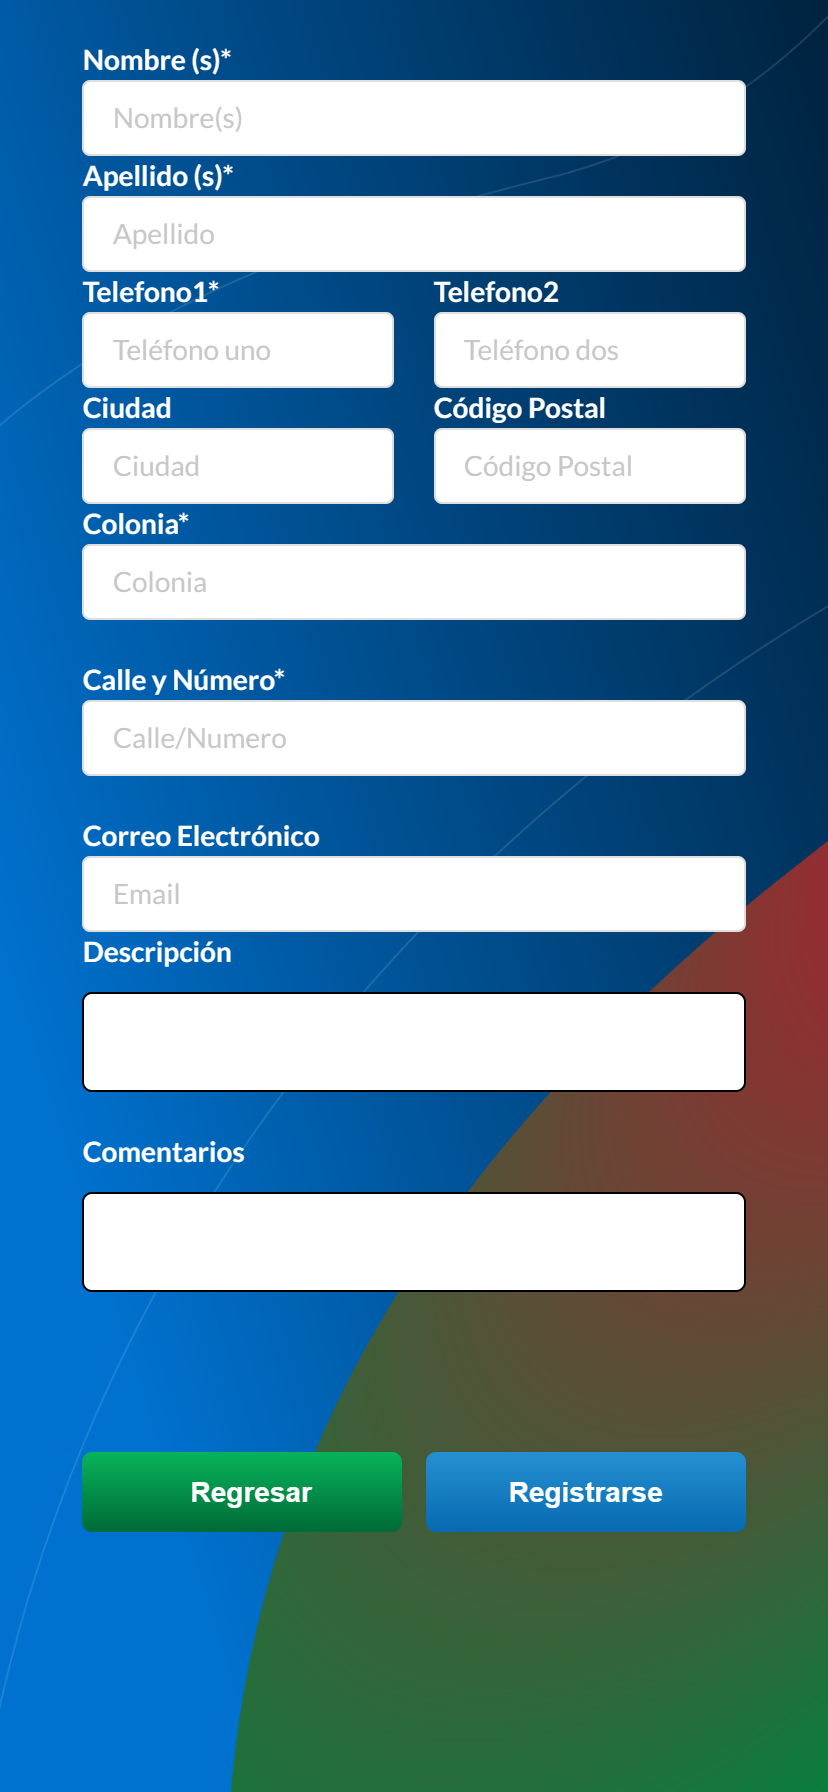 Nombre (s)*
Nombre(s)
Apellido (s)*
Apellido
Telefono1* Telefono2
Teléfono uno Teléfono dos
Ciudad Código Postal
Ciudad Código Postal
Colonia*
Colonia
Calle y Número*
Calle/Numero
Correo Electrónico
Email
Descripción
Comentarios
Regresar Registrarse